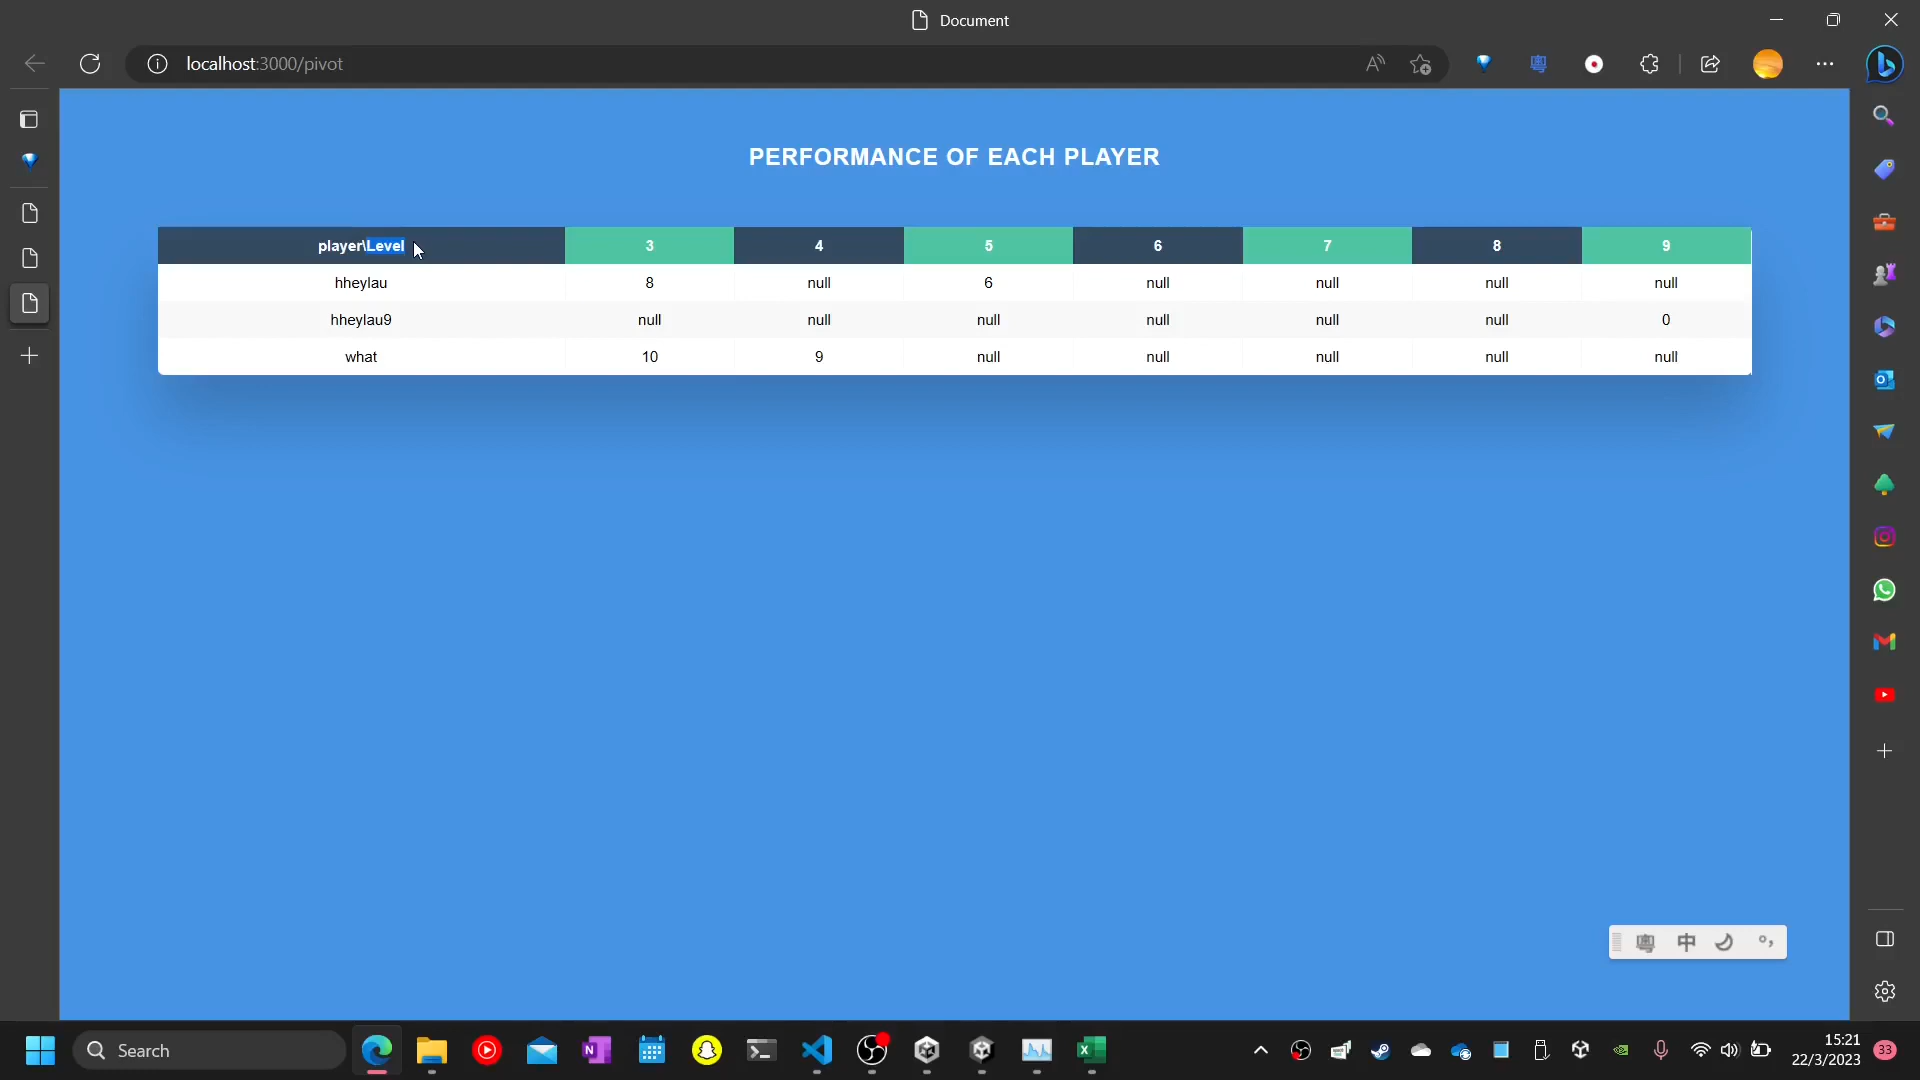 Document
localhost:3000/pivot
PERFORMANCE OF EACH PLAYER
player\Level 3 4 5 6 7 8 9
hheylau 8 null 6 null null null null
hheylau9 null null null null null null 0
what 10 9 null null null null null
粵 中 °,
Search
15:21
22/3/2023 33